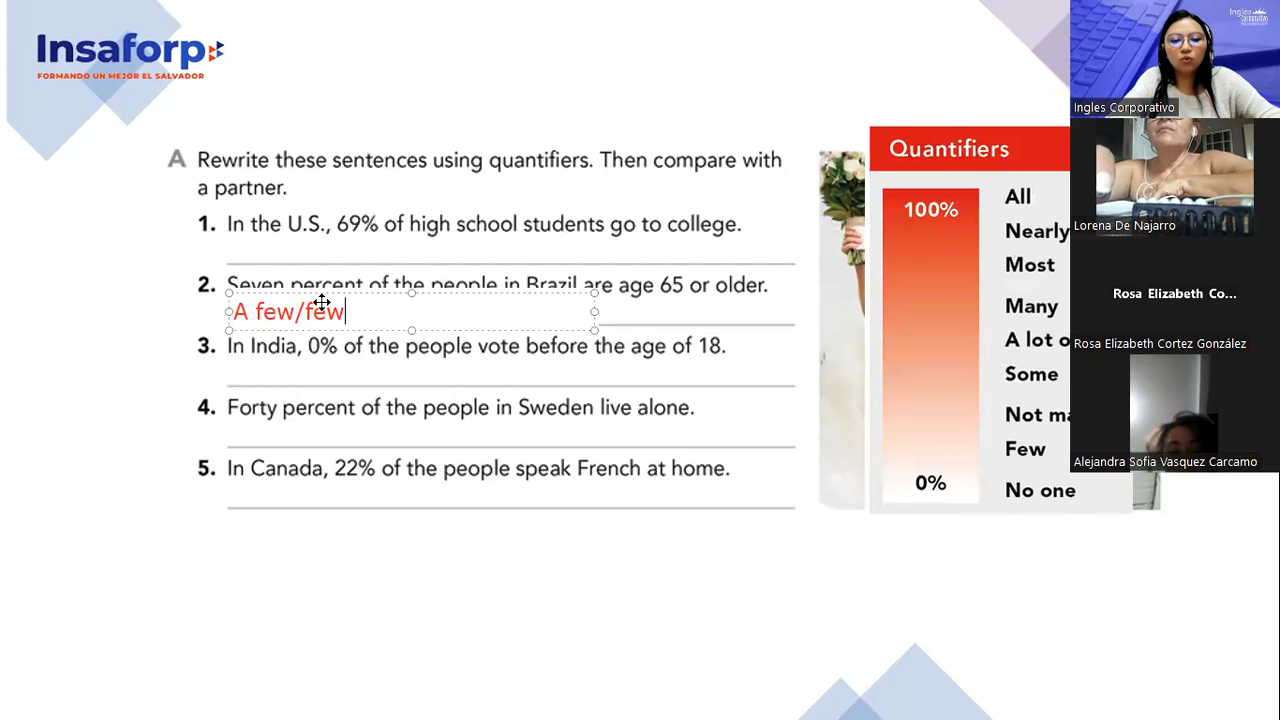 Insaforp
FORMANDO UN MEJOR EL SALVADOR
A Rewrite these sentences using quantifiers. Then compare with
a partner.
1. In the U.S., 69% of high school students go to college.
2. Seven percent of the people in Brazil are age 65 or older.
A few/few
3. In India, 0% of the people vote before the age of 18.
4. Forty percent of the people in Sweden live alone.
5. In Canada, 22% of the people speak French at home.
Quantifiers
100%
0%
All
Nearly
Most
Many
A lot o
Some
Not ma
Few
No one
Ingles Corporativo
Ingles Corporativo
Lorena De Najarro
Rosa Elizabeth Co...
Rosa Elizabeth Cortez González
Alejandra Sofia Vasquez Carcamo